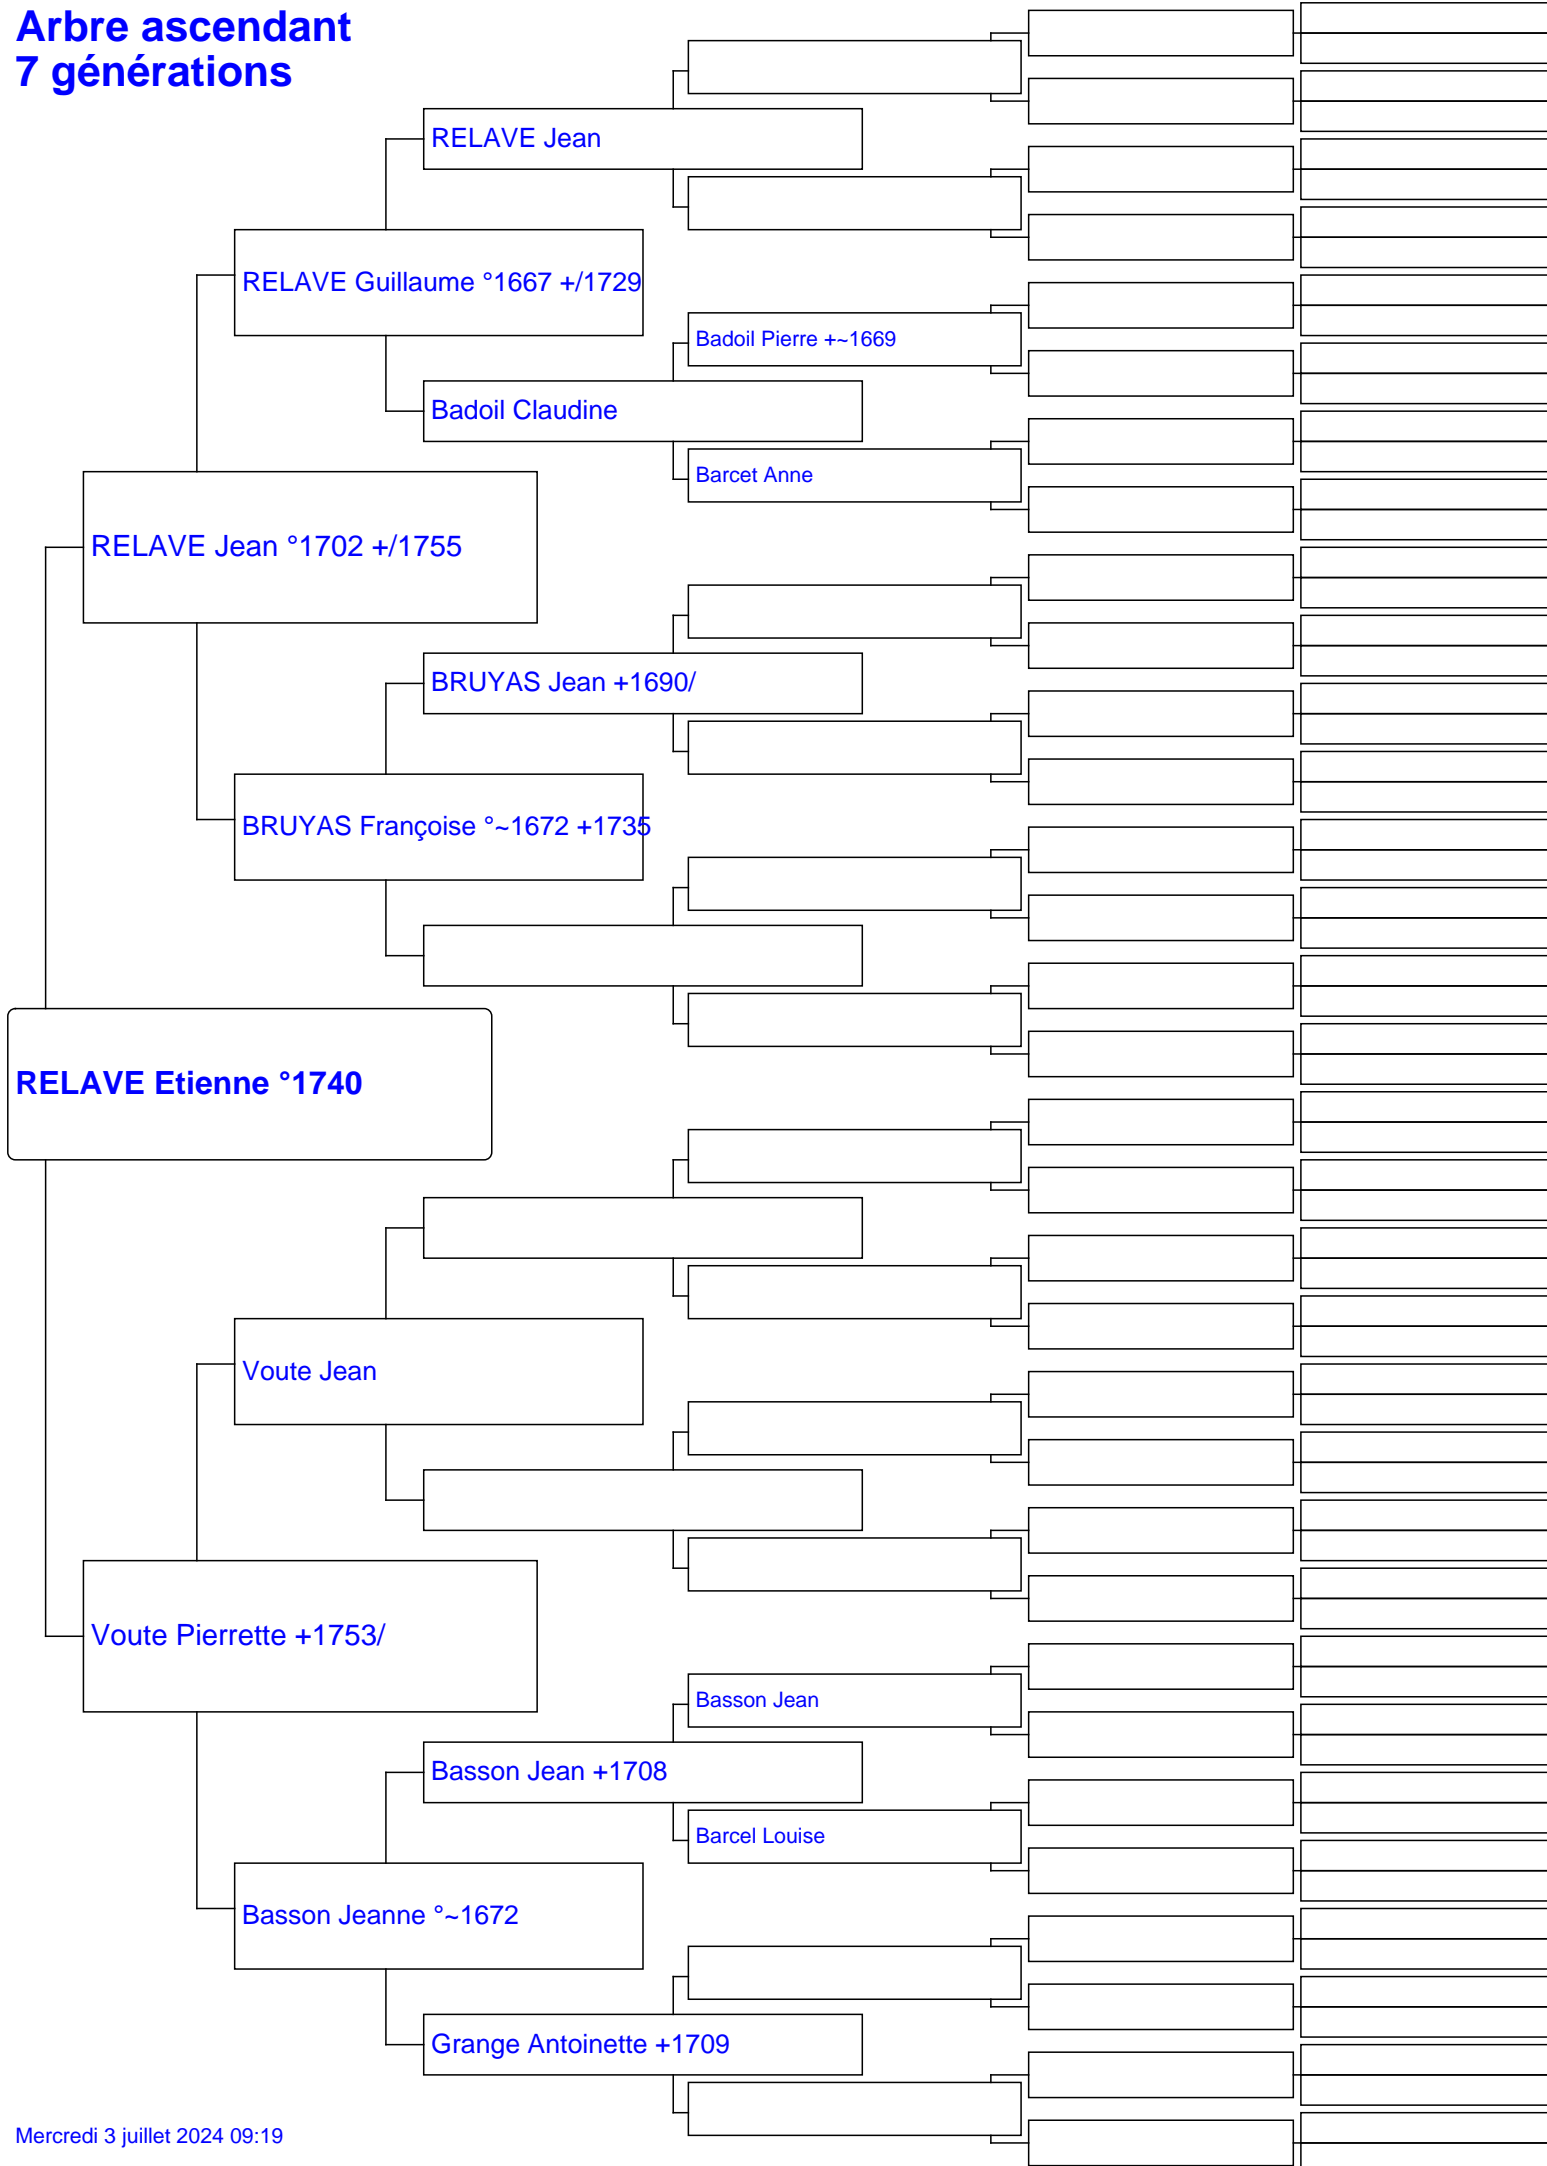 Arbre ascendant
7 générations
RELAVE Jean
RELAVE Guillaume °1667 +/1729
Badoil Pierre +~1669
Badoil Claudine
Barcet Anne
RELAVE Jean °1702 +/1755
BRUYAS Jean +1690/
BRUYAS Françoise °~1672 +1735
RELAVE Etienne °1740
Voute Jean
Voute Pierrette +1753/
Basson Jean
Basson Jean +1708
Barcel Louise
Basson Jeanne °~1672
Grange Antoinette +1709
Mercredi 3 juillet 2024 09:19